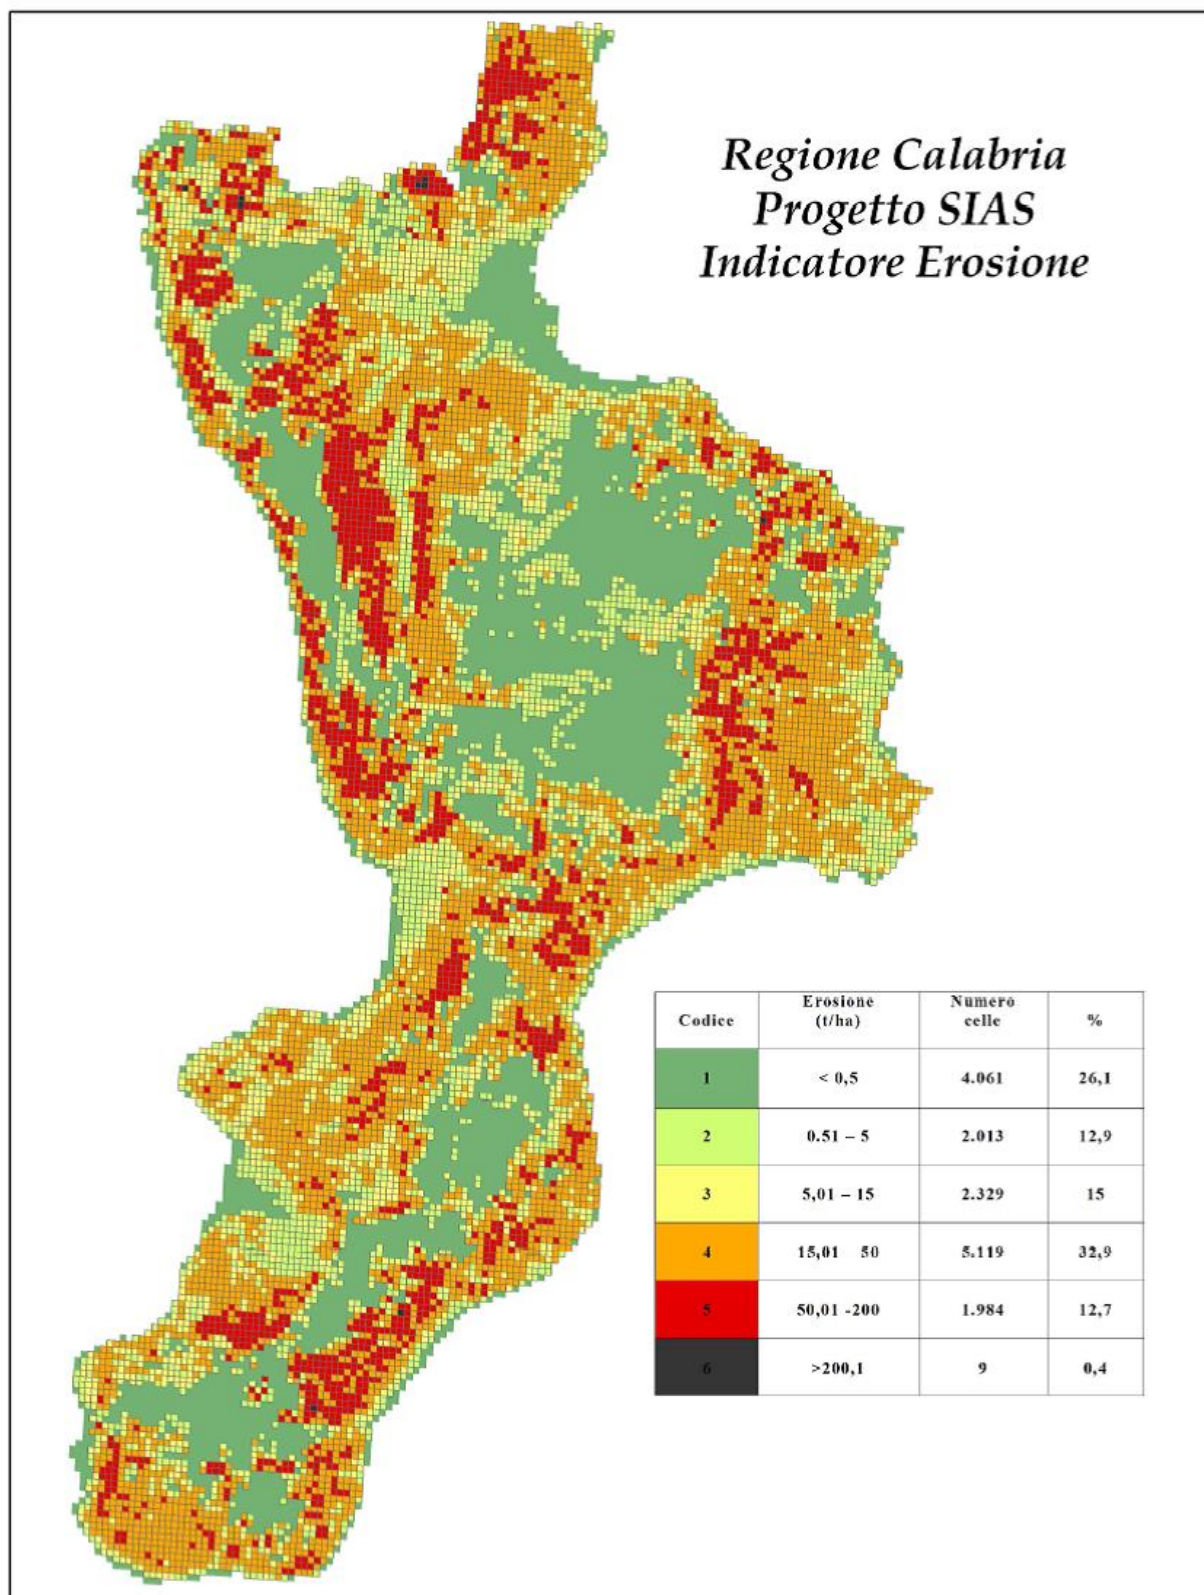 Regione Calabria
Progetto SIAS
Indicatore Erosione
Codice Erosione (t/ha) Numero celle %
1 < 0,5 4.061 26,1
2 0.51 – 5 2.013 12,9
3 5,01 – 15 2.329 15
4 15,01 50 5.119 32,9
5 50,01 -200 1.984 12,7
6 >200,1 9 0,4